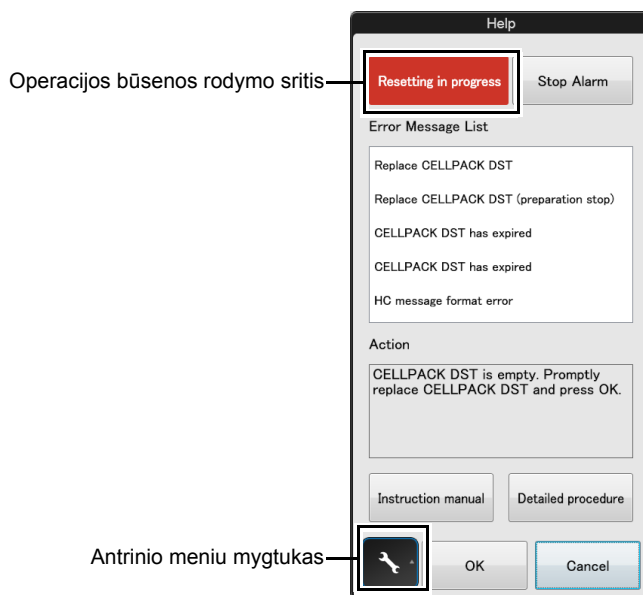 Help
Operacijos būsenos rodymo sritis
Resetting in progress
Stop Alarm
Error Message List
Replace CELLPACK DST
Replace CELLPACK DST (preparation stop)
CELLPACK DST has expired
CELLPACK DST has expired
HC message format error
Action
CELLPACK DST is empty. Promptly
replace CELLPACK DST and press OK.
Instruction manual
Detailed procedure
Antrinio meniu mygtukas
OK
Cancel